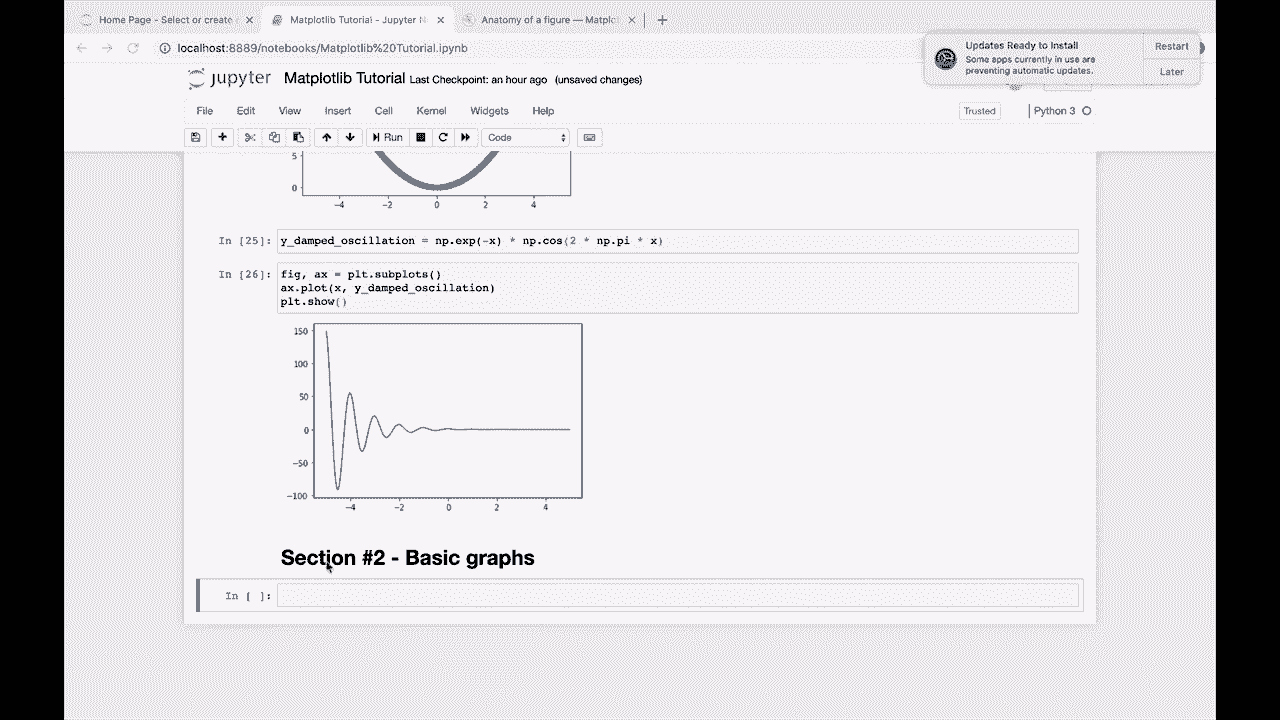 Home Page - Select or create
Matplotlib Tutorial - Jupyter N
Anatomy of a figure — Matplot
localhost:8889/notebooks/Matplotlib%20Tutorial.ipynb
Updates Ready to Install
Some apps currently in use are
preventing automatic updates.
Restart
Later
jupyter Matplotlib Tutorial Last Checkpoint: an hour ago (unsaved changes)
File Edit View Insert Cell Kernel Widgets Help
Trusted
Python 3
Run
Code
5
0
−4 −2 0 2 4
In [25]: y_damped_oscillation = np.exp(-x) * np.cos(2 * np.pi * x)
In [26]: fig, ax = plt.subplots()
ax.plot(x, y_damped_oscillation)
plt.show()
150
100
50
0
−50
−100
−4 −2 0 2 4
Section #2 - Basic graphs
In [ ]: